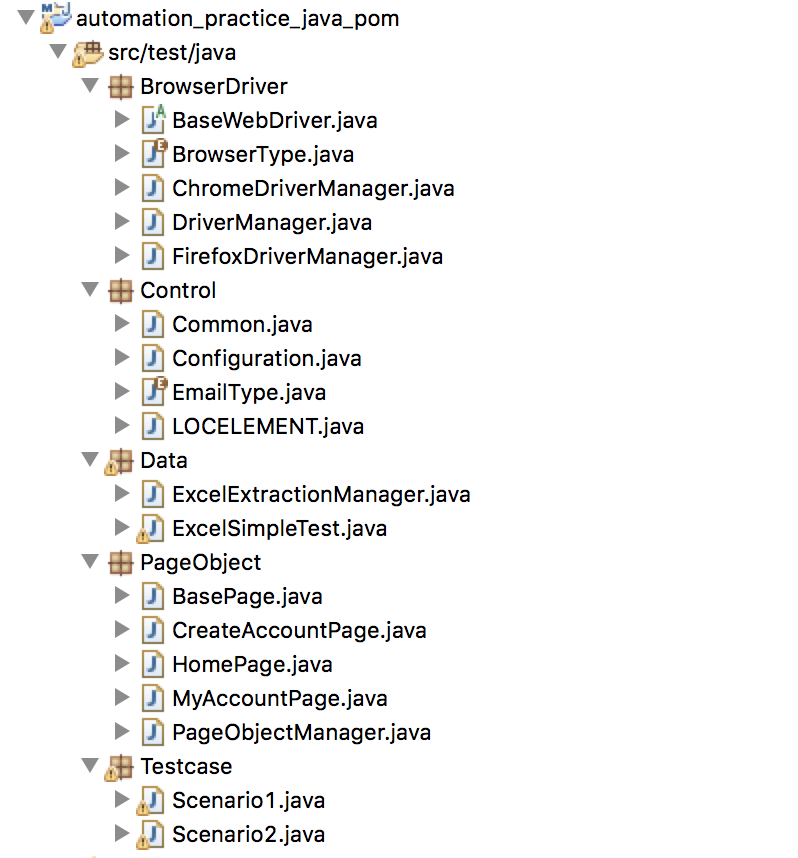 automation_practice_java_pom
src/test/java
BrowserDriver
BaseWebDriver.java
BrowserType.java
ChromeDriverManager.java
DriverManager.java
FirefoxDriverManager.java
Control
Common.java
Configuration.java
EmailType.java
LOCELEMENT.java
Data
ExcelExtractionManager.java
ExcelSimpleTest.java
PageObject
BasePage.java
CreateAccountPage.java
HomePage.java
MyAccountPage.java
PageObjectManager.java
Testcase
Scenario1.java
Scenario2.java